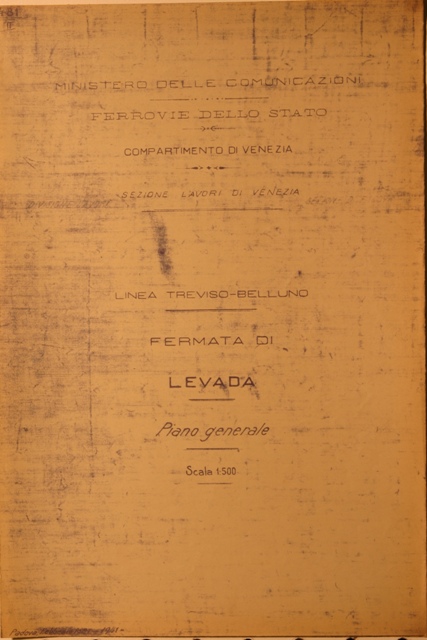 MINISTERO DELLE COMUNICAZIONI
FERROVIE DELLO STATO
COMPARTIMENTO DI VENEZIA
SEZIONE LAVORI DI VENEZIA
LINEA TREVISO-BELLUNO
FERMATA DI
LEVADA
Piano generale
Scala 1:500